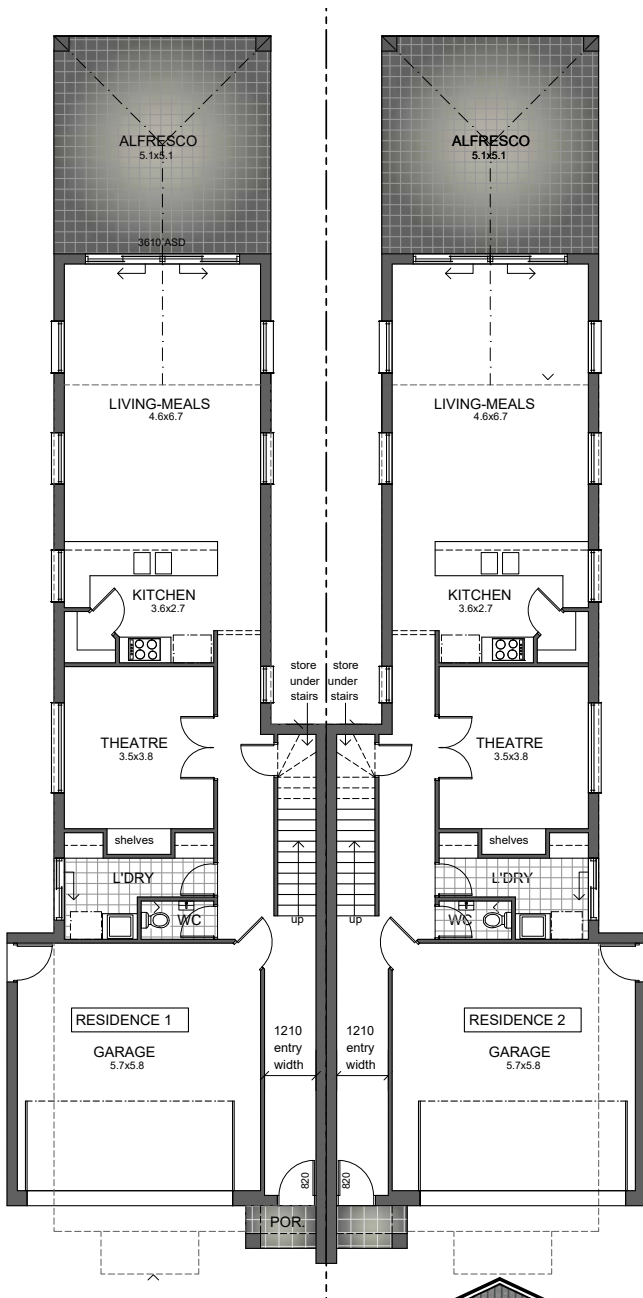 ALFRESCO
5.1x5.1
3610 ASD
LIVING-MEALS
4.6x6.7
KITCHEN
3.6x2.7
THEATRE
3.5x3.8
shelves
L'DRY
WC
store
under
stairs
up
RESIDENCE 1
GARAGE
5.7x5.8
1210
entry
width
820
POR.
ALFRESCO
5.1x5.1
LIVING-MEALS
4.6x6.7
KITCHEN
3.6x2.7
store
under
stairs
THEATRE
3.5x3.8
shelves
L'DRY
WC
up
1210
entry
width
RESIDENCE 2
GARAGE
5.7x5.8
820